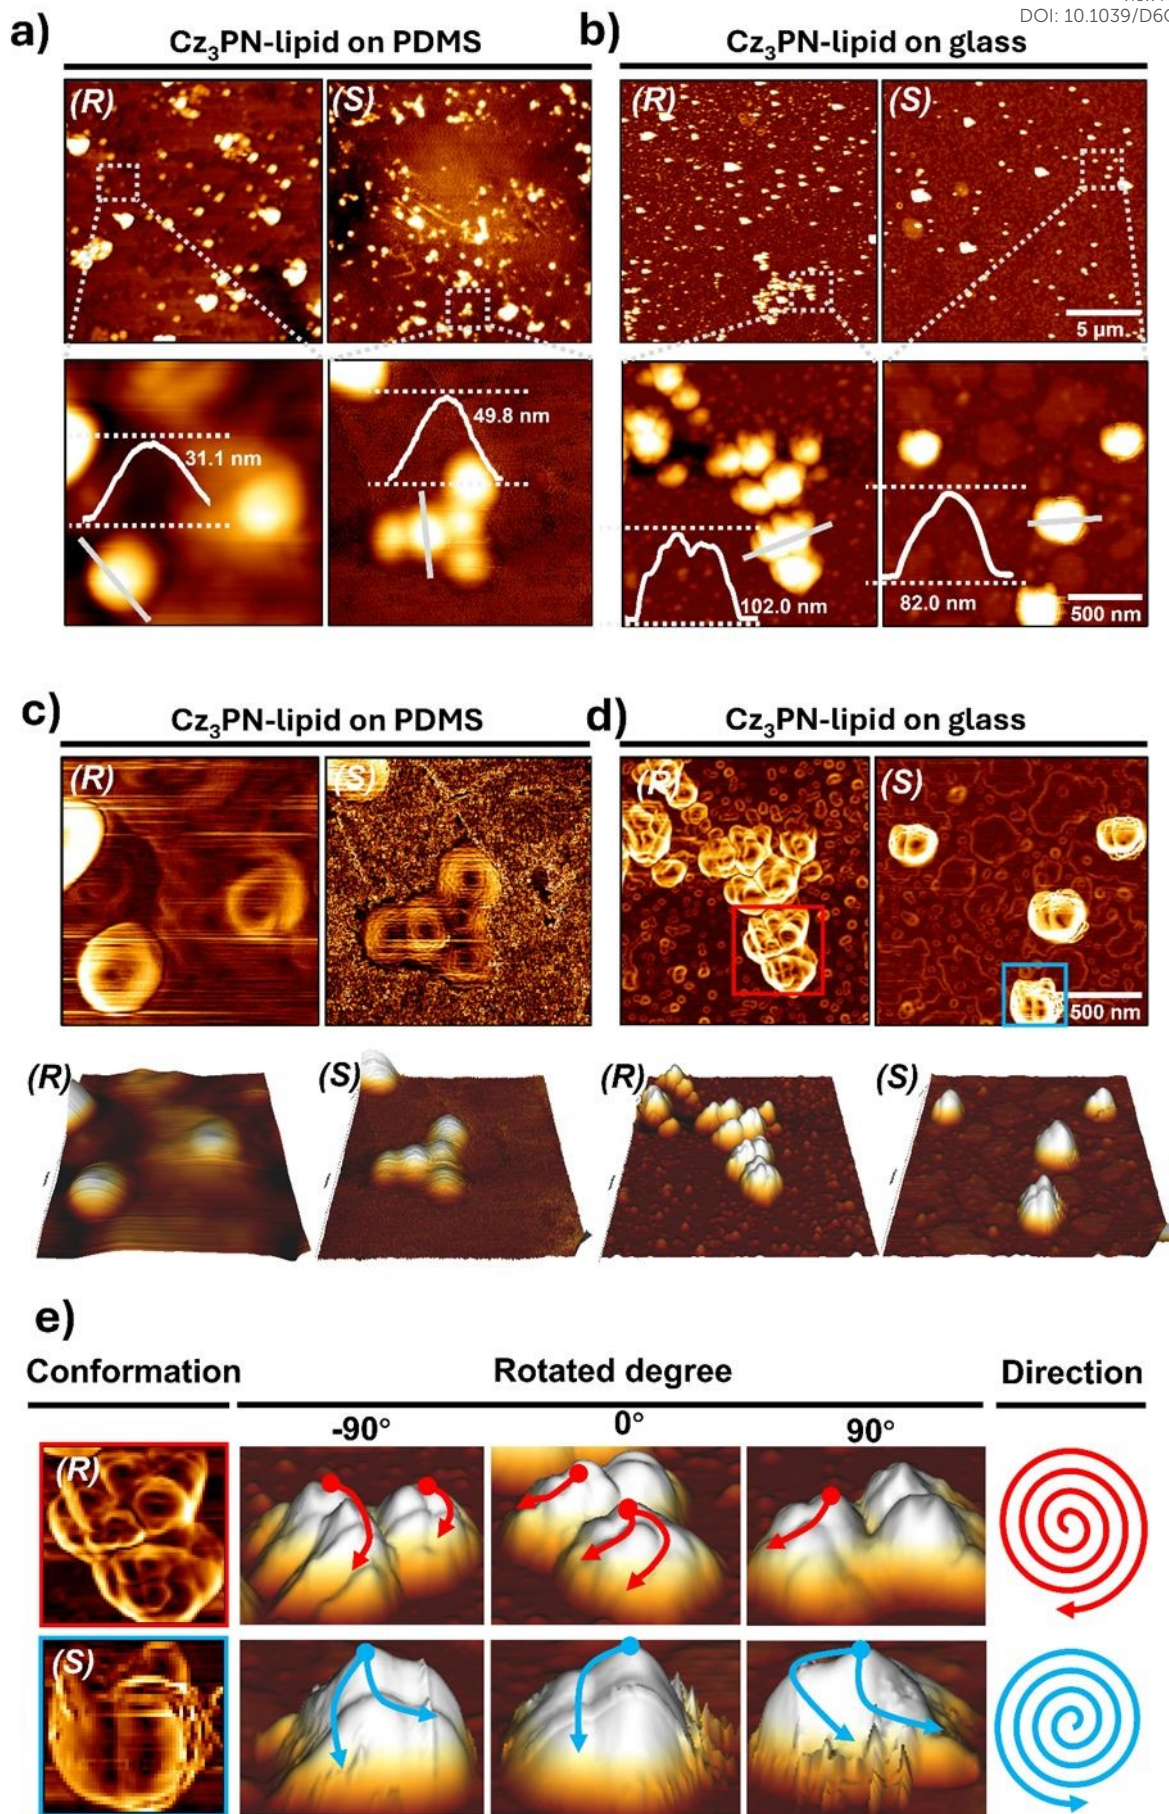 DOI: 10.1039/D6
a)
Cz₃PN-lipid on PDMS
b)
Cz₃PN-lipid on glass
(R)
(S)
(R)
(S)
5 µm
31.1 nm
49.8 nm
102.0 nm
82.0 nm
500 nm
c)
Cz₃PN-lipid on PDMS
d)
Cz₃PN-lipid on glass
(R)
(S)
(R)
(S)
500 nm
(R)
(S)
(R)
(S)
e)
Conformation
Rotated degree
Direction
-90°
0°
90°
(R)
(S)